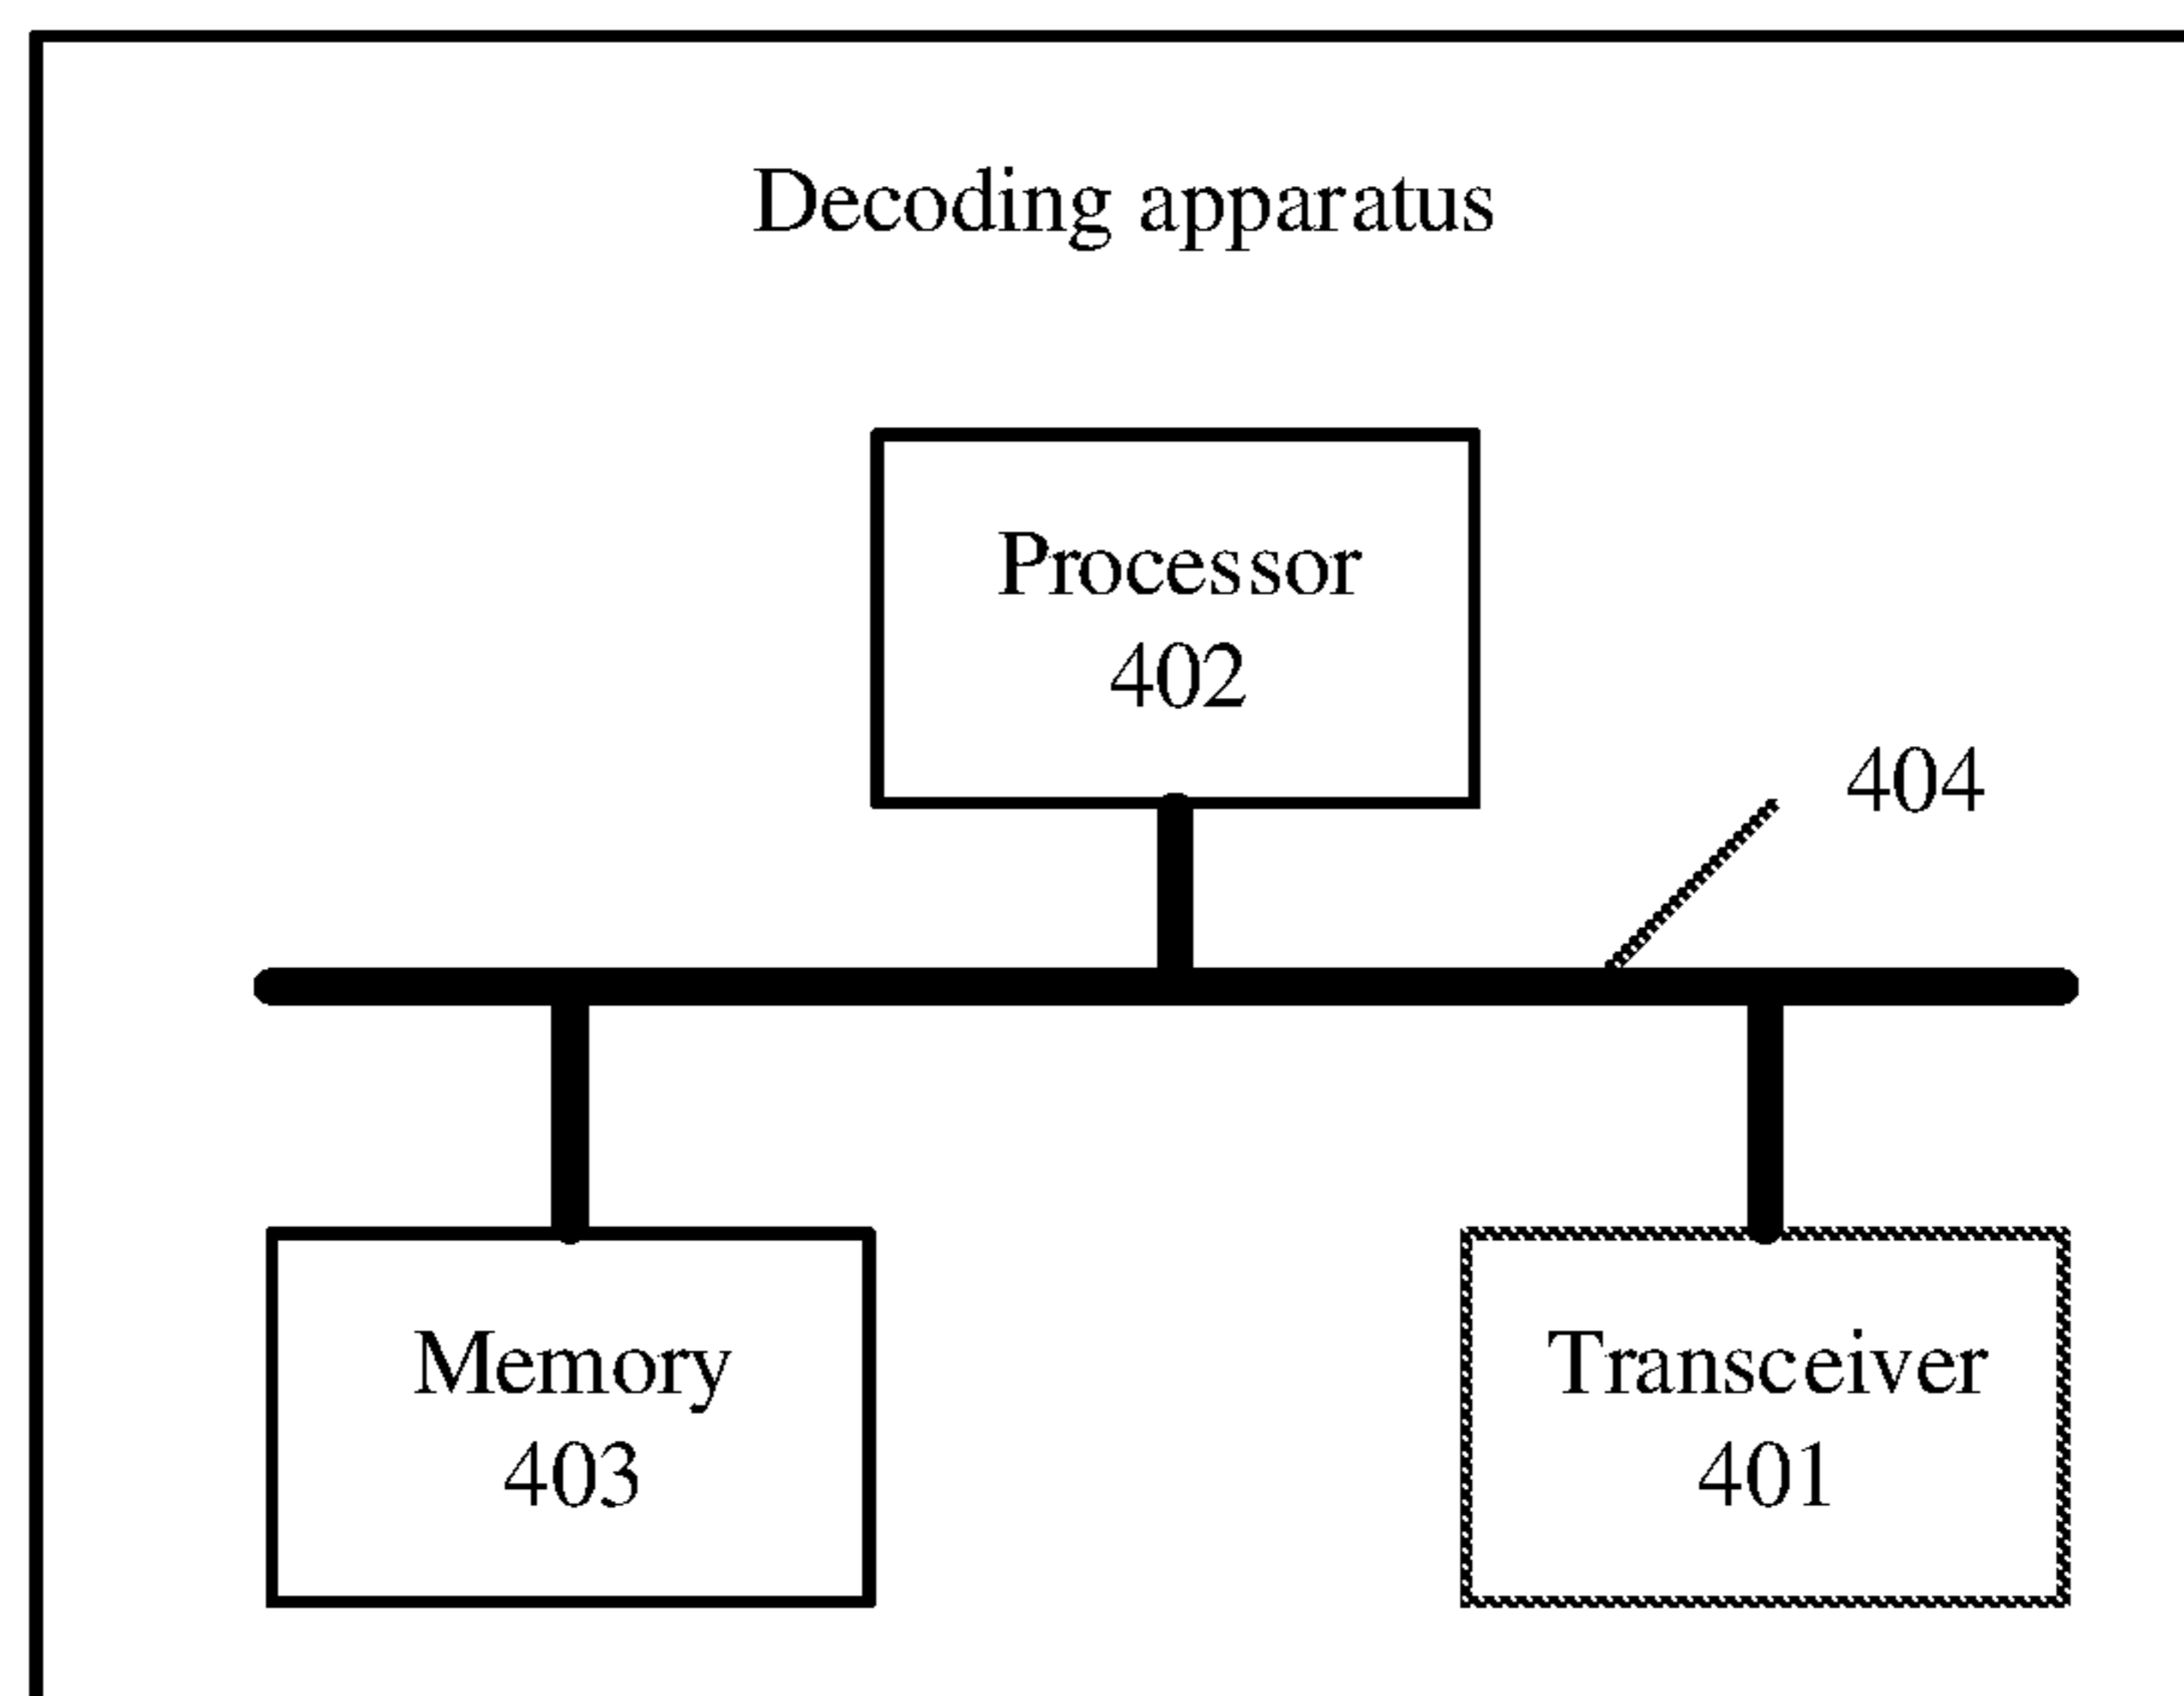 Decoding apparatus
Processor
402
404
Memory
403
Transceiver
401